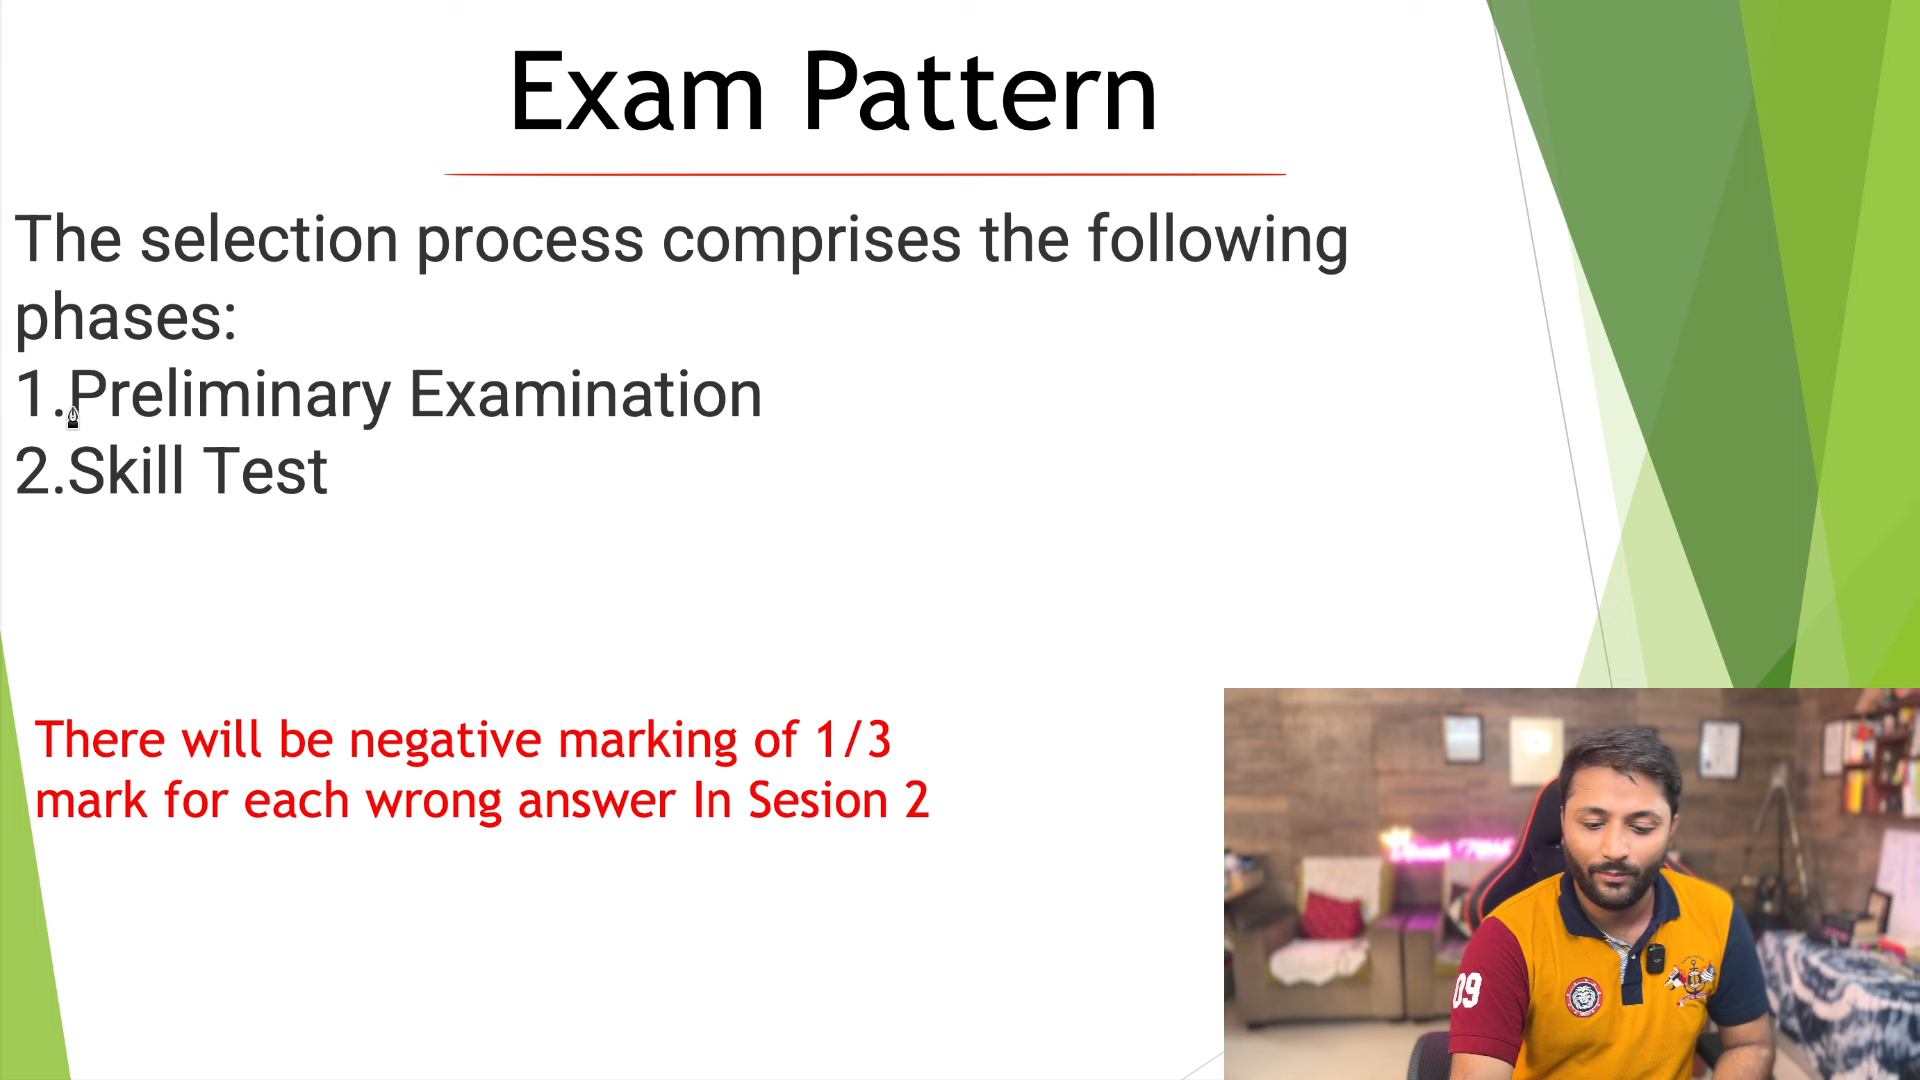 Exam Pattern
The selection process comprises the following
phases:
1.Preliminary Examination
2.Skill Test
There will be negative marking of 1/3
mark for each wrong answer In Sesion 2
09